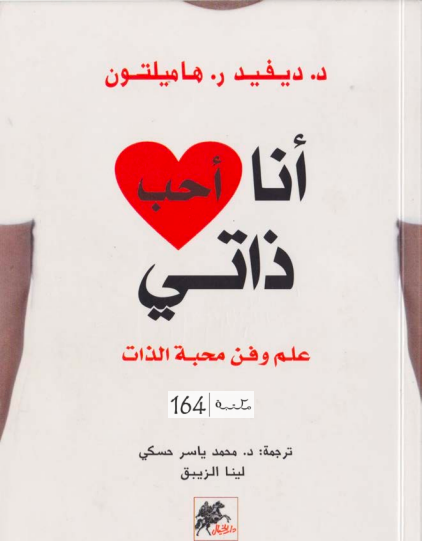 د. ديفيد ر. هاميلتون
أنا أحب
ذاتي
علم وفن محبة الذات
مكتبة | 164
ترجمة: د. محمد ياسر حسكي
لينا الزيبق